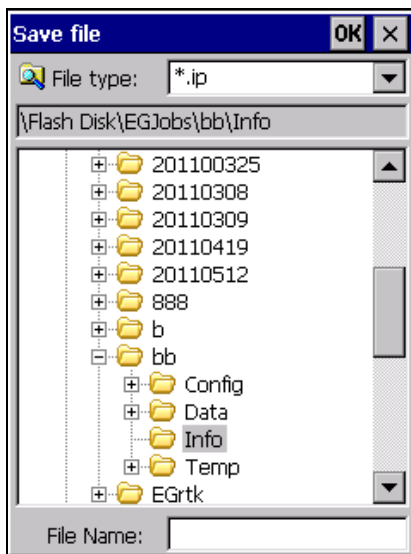 Save file OK
File type: *.ip
\Flash Disk\EGJobs\bb\Info
201100325
20110308
20110309
20110419
20110512
888
b
bb
Config
Data
Info
Temp
EGrtk
File Name: